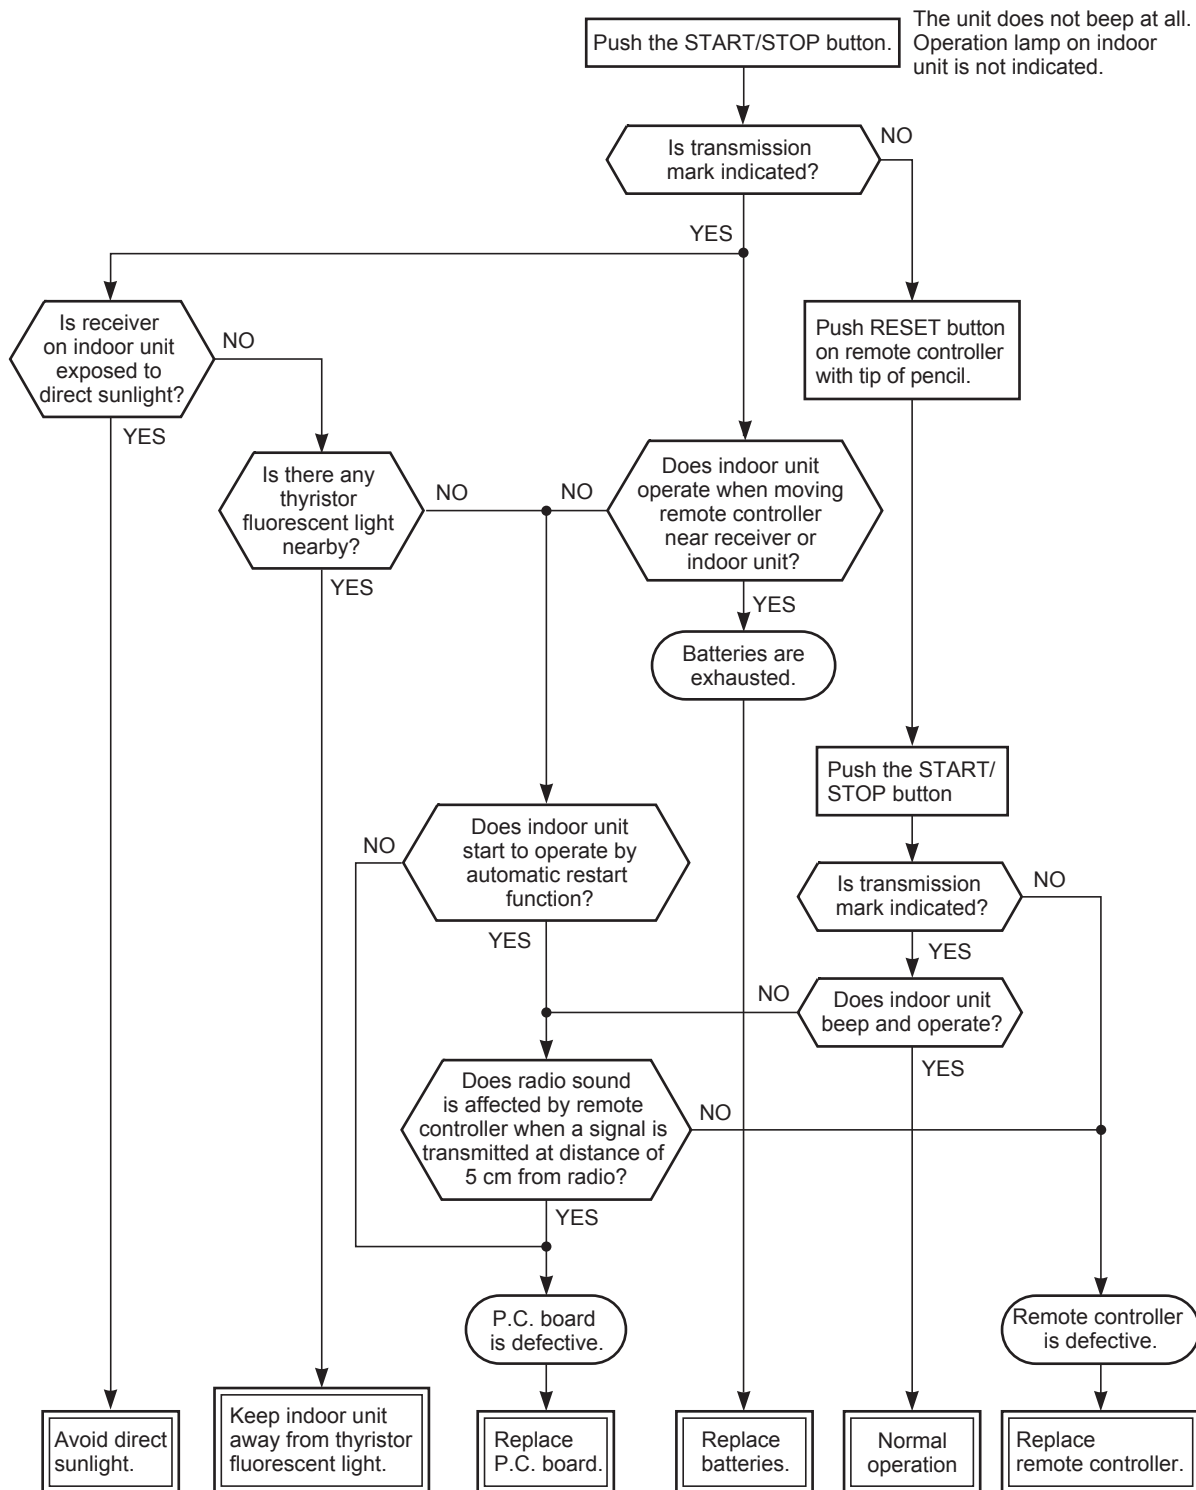 Push the START/STOP button.
The unit does not beep at all.
Operation lamp on indoor
unit is not indicated.
Is transmission
mark indicated?
NO
YES
Is receiver
on indoor unit
exposed to
direct sunlight?
NO
YES
Push RESET button
on remote controller
with tip of pencil.
Is there any
thyristor
fluorescent light
nearby?
NO
YES
NO
Does indoor unit
operate when moving
remote controller
near receiver or
indoor unit?
YES
Batteries are
exhausted.
Push the START/
STOP button
NO
Does indoor unit
start to operate by
automatic restart
function?
YES
Is transmission
mark indicated?
NO
YES
NO
Does indoor unit
beep and operate?
YES
Does radio sound
is affected by remote
controller when a signal is
transmitted at distance of
5 cm from radio?
NO
YES
P.C. board
is defective.
Remote controller
is defective.
Avoid direct
sunlight.
Keep indoor unit
away from thyristor
fluorescent light.
Replace
P.C. board.
Replace
batteries.
Normal
operation
Replace
remote controller.